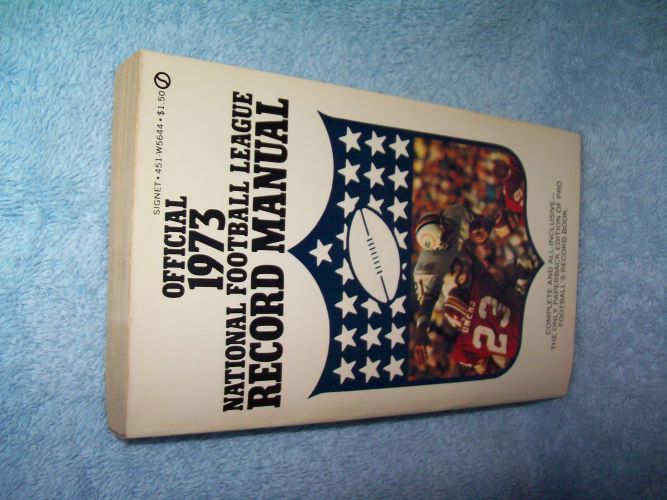 SIGNET • 451-W5644 • $1.50
OFFICIAL
1973
NATIONAL FOOTBALL LEAGUE
RECORD MANUAL
OWENS
23
COMPLETE AND ALL-INCLUSIVE—
THE ONLY PAPERBACK EDITION OF PRO
FOOTBALL'S RECORD BOOK.